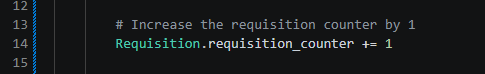 12
13 # Increase the requisition counter by 1
14 Requisition.requisition_counter += 1
15